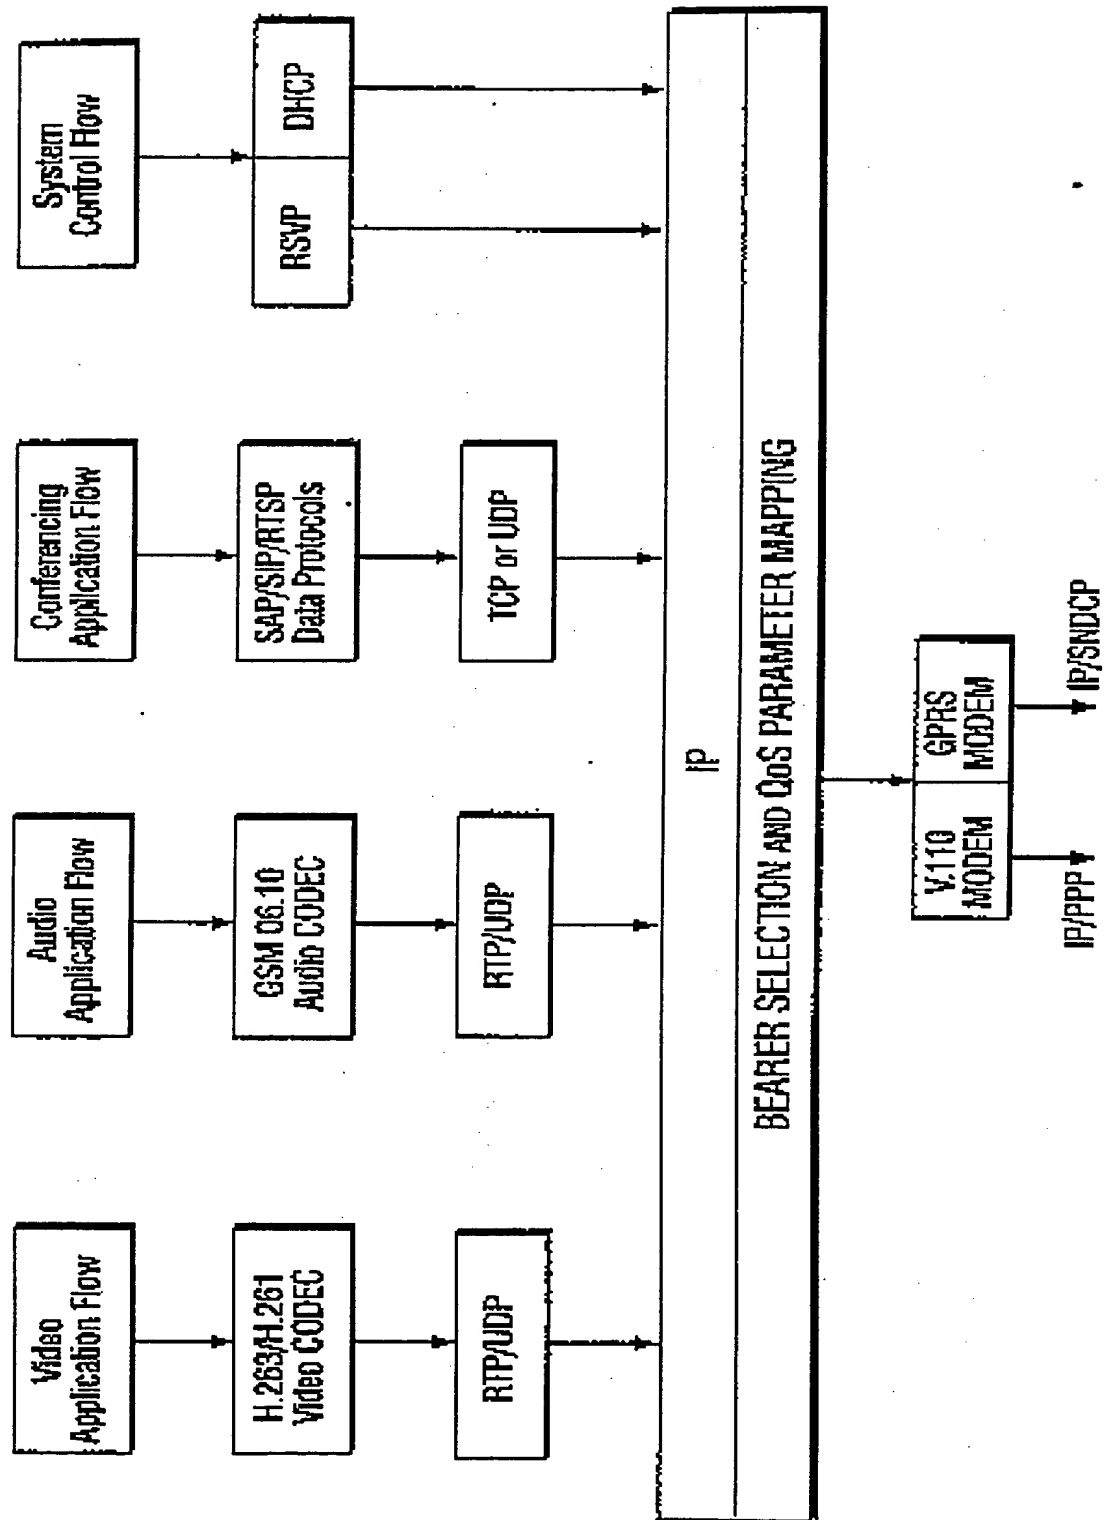 Video
Application Flow
Audio
Application Flow
Conferencing
Application Flow
System
Control Flow
H.263/H.261
Video CODEC
GSM 06.10
Audio CODEC
SAP/SIP/RTSP
Data Protocols
RSVP
DHCP
RTP/UDP
RTP/UDP
TCP or UDP
IP
BEARER SELECTION AND QoS PARAMETER MAPPING
V.110
MODEM
GPRS
MODEM
IP/PPP
IP/SNDCP